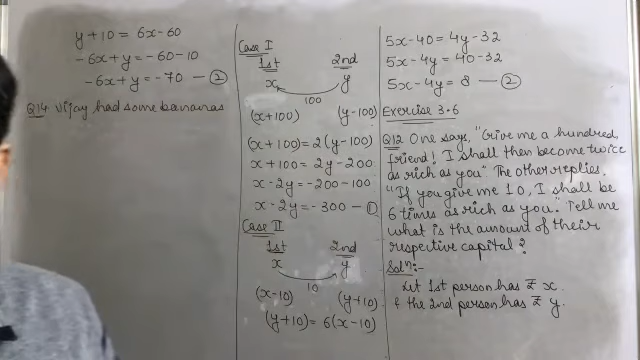 y+10 = 6x-60
-6x+y = -60-10
-6x+y = -70 — ②
Q14 Vijay had some bananas
Case I
1st 2nd
x y
100
(x+100) (y-100)
(x+100) = 2(y-100)
x+100 = 2y-200
x-2y = -200-100
x-2y = -300 — ①
Case II
1st 2nd
x y
10
(x-10) (y+10)
(y+10) = 6(x-10)
5x-40 = 4y-32
5x-4y = 40-32
5x-4y = 8 — ②
Exercise 3.6
Q12 One says, "Give me a hundred,
friend! I shall then become twice
as rich as you" The other replies.
"If you give me 10, I shall be
6 times as rich as you." Tell me
what is the amount of their
respective capital?
Solⁿ:-
Let 1st person has ₹ x.
& the 2nd person has ₹ y.